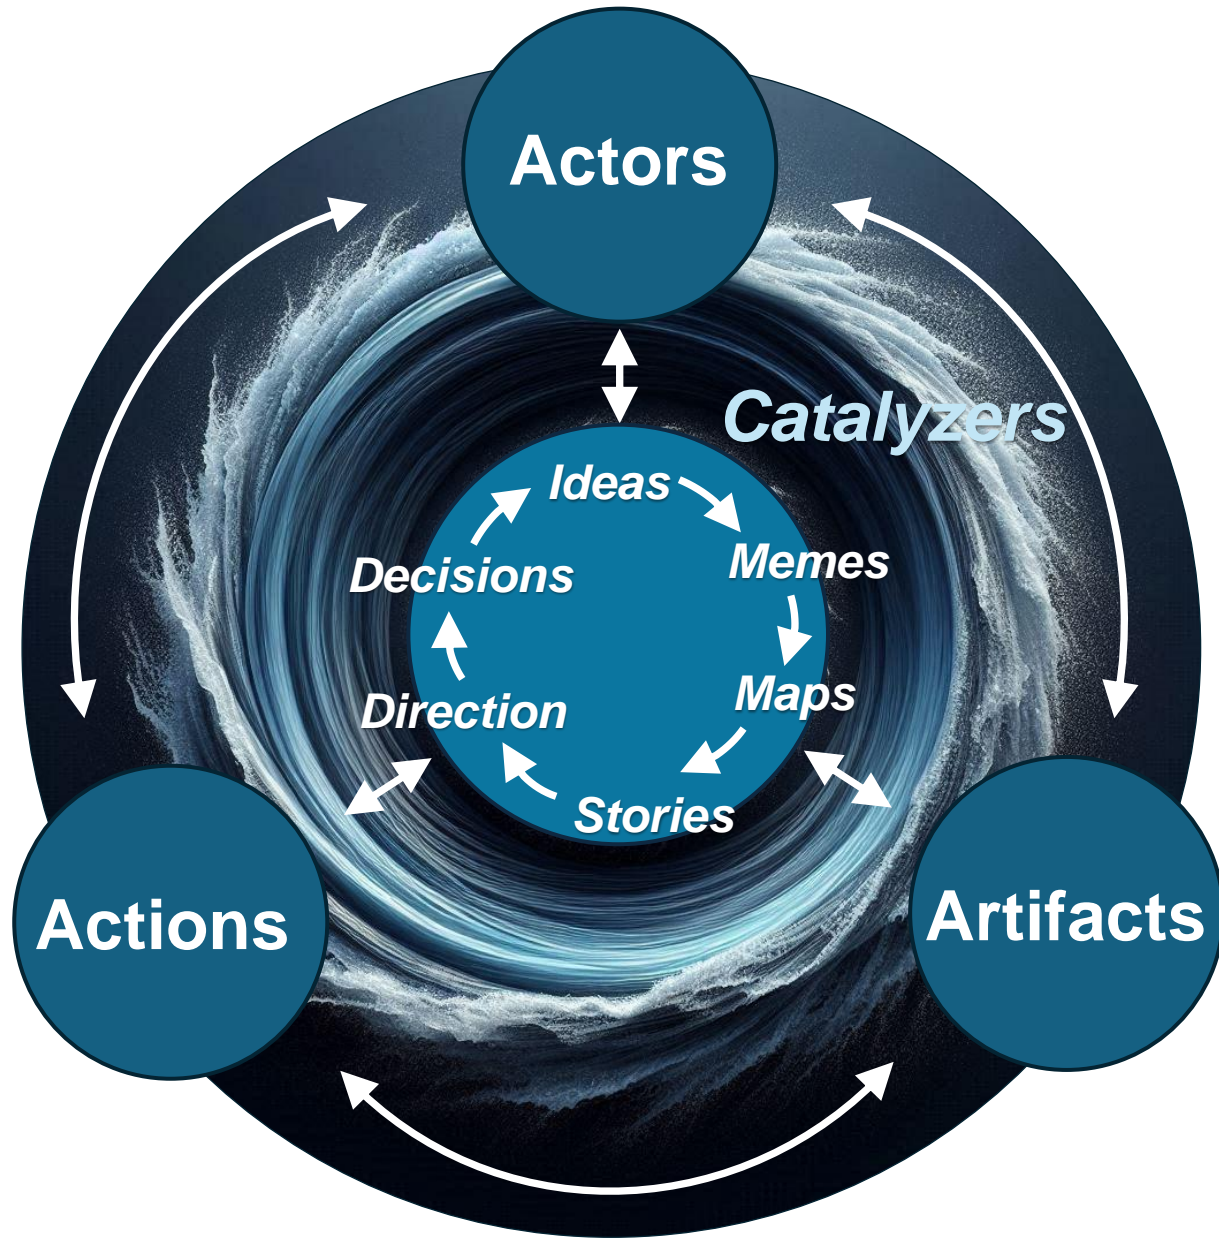 Actors
Catalyzers
Ideas
Memes
Maps
Stories
Direction
Decisions
Actions
Artifacts